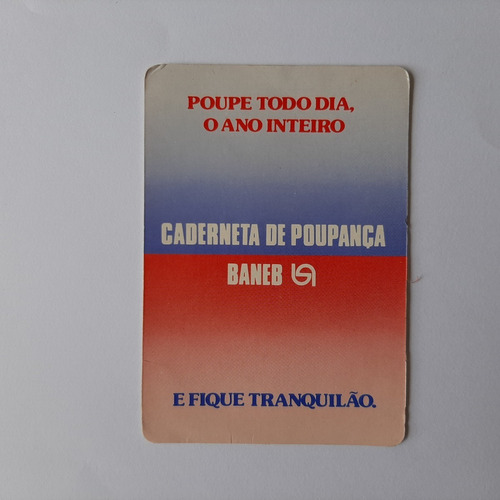 POUPE TODO DIA,
O ANO INTEIRO
CADERNETA DE POUPANÇA
BANEB
E FIQUE TRANQUILÃO.